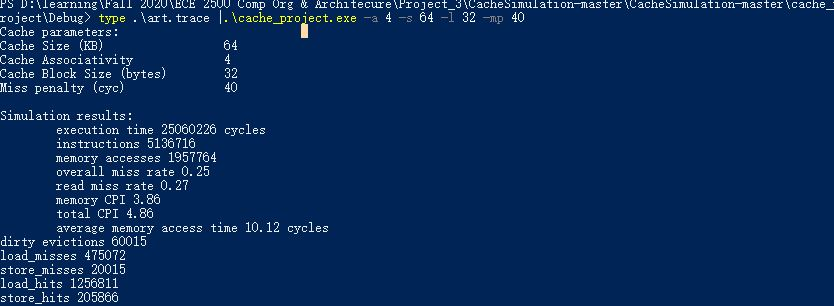 PS D:\learning\Fall 2020\ECE 2500 Comp Org & Architecure\Project_3\CacheSimulation-master\CacheSimulation-master\cache_
roject\Debug> type .\art.trace |.\cache_project.exe -a 4 -s 64 -l 32 -mp 40
Cache parameters:
Cache Size (KB) 64
Cache Associativity 4
Cache Block Size (bytes) 32
Miss penalty (cyc) 40
Simulation results:
execution time 25060226 cycles
instructions 5136716
memory accesses 1957764
overall miss rate 0.25
read miss rate 0.27
memory CPI 3.86
total CPI 4.86
average memory access time 10.12 cycles
dirty evictions 60015
load_misses 475072
store_misses 20015
load_hits 1256811
store_hits 205866